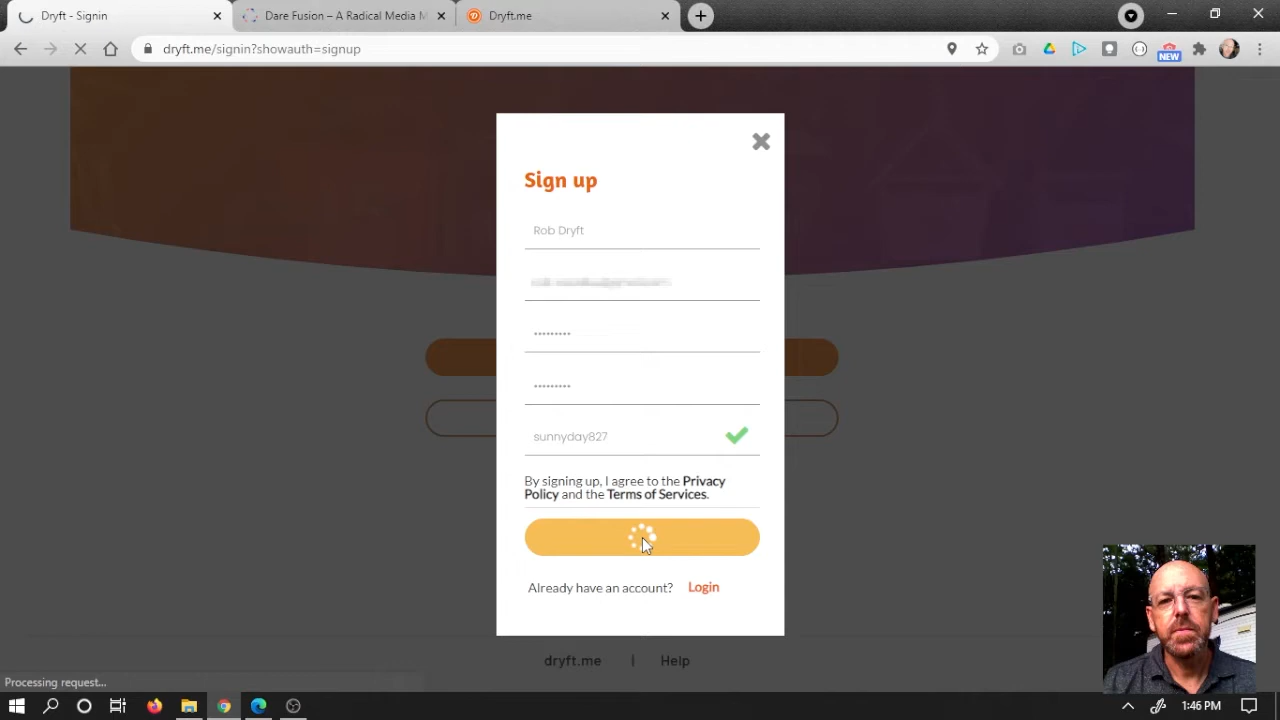 Dryft - Signin
Dare Fusion – A Radical Media M
Dryft.me
dryft.me/signin?showauth=signup
NEW
Sign up
Rob Dryft
sunnyday827
By signing up, I agree to the Privacy
Policy and the Terms of Services.
Already have an account? Login
dryft.me | Help
Processing request...
1:46 PM